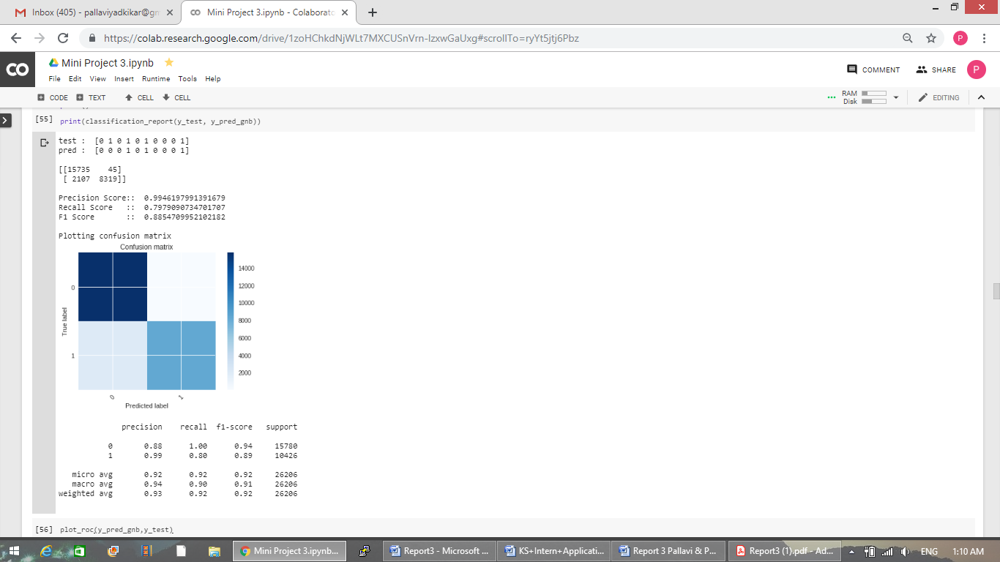 Inbox (405) - pallaviyadkikar@gm
Mini Project 3.ipynb - Colaborato
https://colab.research.google.com/drive/1zoHChkdNjWLt7MXCUSnVrn-IzxwGaUxg#scrollTo=ryYt5jtj6Pbz
P
CO
Mini Project 3.ipynb
File Edit View Insert Runtime Tools Help
COMMENT
SHARE
P
CODE TEXT CELL CELL
RAM
Disk
EDITING
[55] print(classification_report(y_test, y_pred_gnb))
test : [0 1 0 1 0 1 0 0 0 1]
pred : [0 0 0 1 0 1 0 0 0 1]
[[15735 45]
[ 2107 8319]]
Precision Score:: 0.9946197991391679
Recall Score :: 0.7979090734701707
F1 Score :: 0.8854709952102182
Plotting confusion matrix
Confusion matrix
True label
0
1
0
1
Predicted label
14000
12000
10000
8000
6000
4000
2000
precision recall f1-score support
0 0.88 1.00 0.94 15780
1 0.99 0.80 0.89 10426
micro avg 0.92 0.92 0.92 26206
macro avg 0.94 0.90 0.91 26206
weighted avg 0.93 0.92 0.92 26206
[56] plot_roc(y_pred_gnb,y_test)
Mini Project 3.ipynb...
Report3 - Microsoft ...
KS+Intern+Applicati...
Report 3 Pallavi & P...
Report3 (1).pdf - Ad...
ENG
1:10 AM